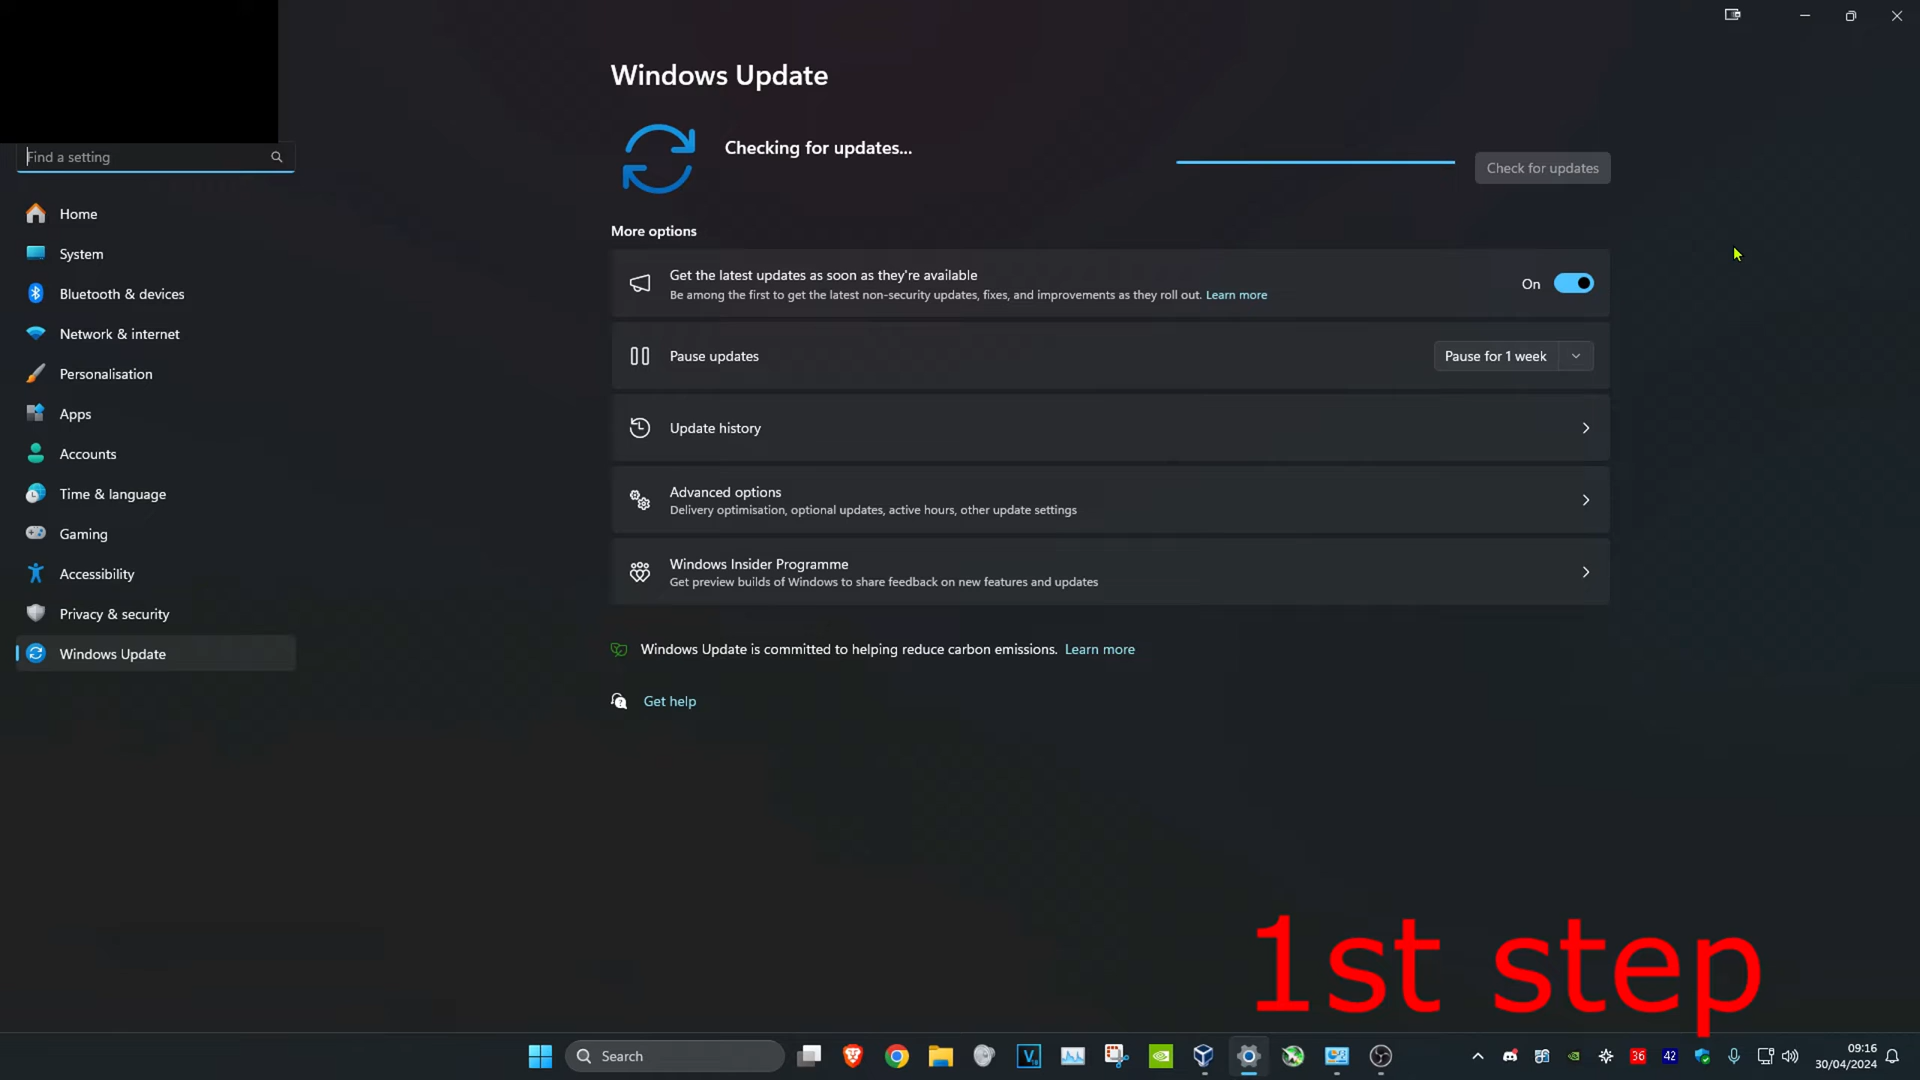 Windows Update
Checking for updates...
Check for updates
Find a setting
Home
System
Bluetooth & devices
Network & internet
Personalisation
Apps
Accounts
Time & language
Gaming
Accessibility
Privacy & security
Windows Update
More options
Get the latest updates as soon as they're available
Be among the first to get the latest non-security updates, fixes, and improvements as they roll out. Learn more
On
Pause updates
Pause for 1 week
Update history
Advanced options
Delivery optimisation, optional updates, active hours, other update settings
Windows Insider Programme
Get preview builds of Windows to share feedback on new features and updates
Windows Update is committed to helping reduce carbon emissions. Learn more
Get help
1st step
Search
36
42
09:16
30/04/2024